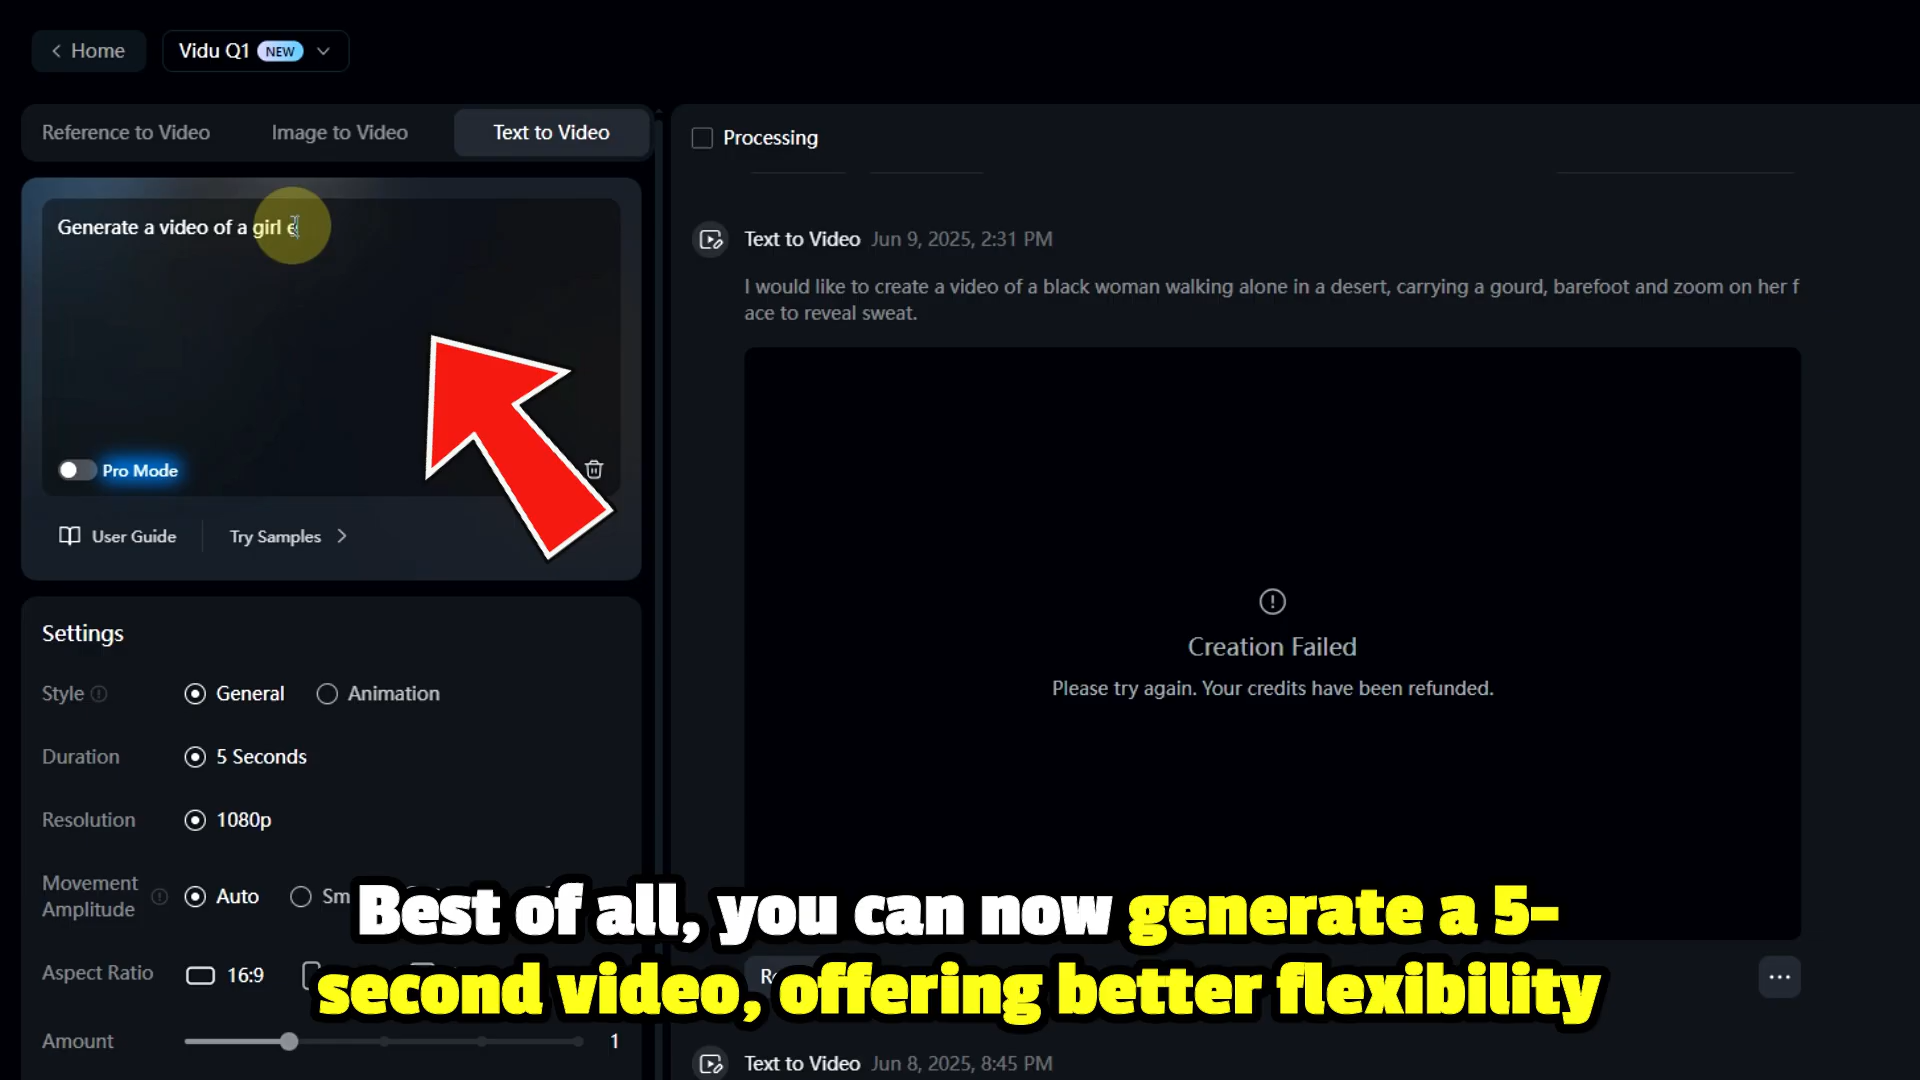 Home
Vidu Q1 NEW
Reference to Video
Image to Video
Text to Video
Generate a video of a girl e
Pro Mode
User Guide
Try Samples
Settings
Style
General
Animation
Duration
5 Seconds
Resolution
1080p
Movement Amplitude
Auto
Sm
Aspect Ratio
16:9
Amount
1
Processing
Text to Video Jun 9, 2025, 2:31 PM
I would like to create a video of a black woman walking alone in a desert, carrying a gourd, barefoot and zoom on her f
ace to reveal sweat.
Creation Failed
Please try again. Your credits have been refunded.
Best of all, you can now generate a 5-
second video, offering better flexibility
Text to Video Jun 8, 2025, 8:45 PM